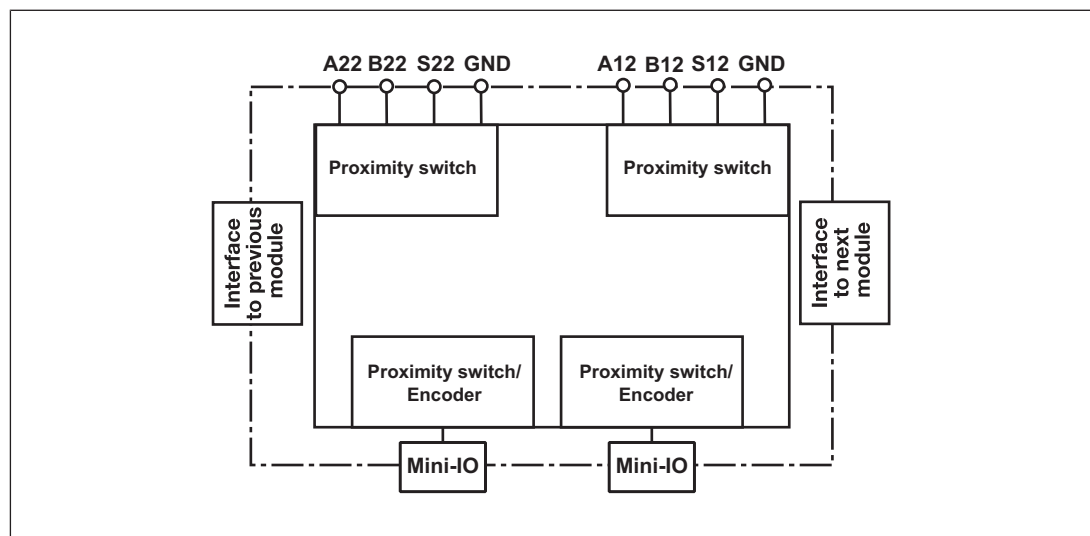 A22 B22 S22 GND
A12 B12 S12 GND
Proximity switch
Proximity switch
Interface
to previous
module
Interface
to next
module
Proximity switch/
Encoder
Proximity switch/
Encoder
Mini-IO
Mini-IO